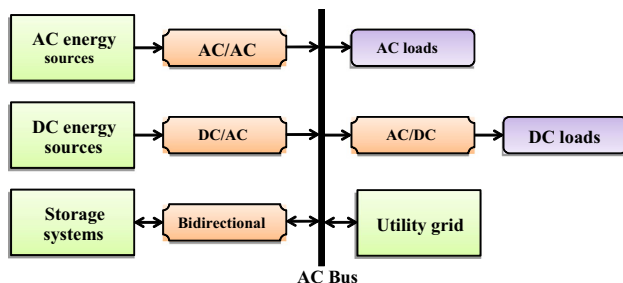 AC energy
sources
AC/AC
AC loads
DC energy
sources
DC/AC
AC/DC
DC loads
Storage
systems
Bidirectional
Utility grid
AC Bus